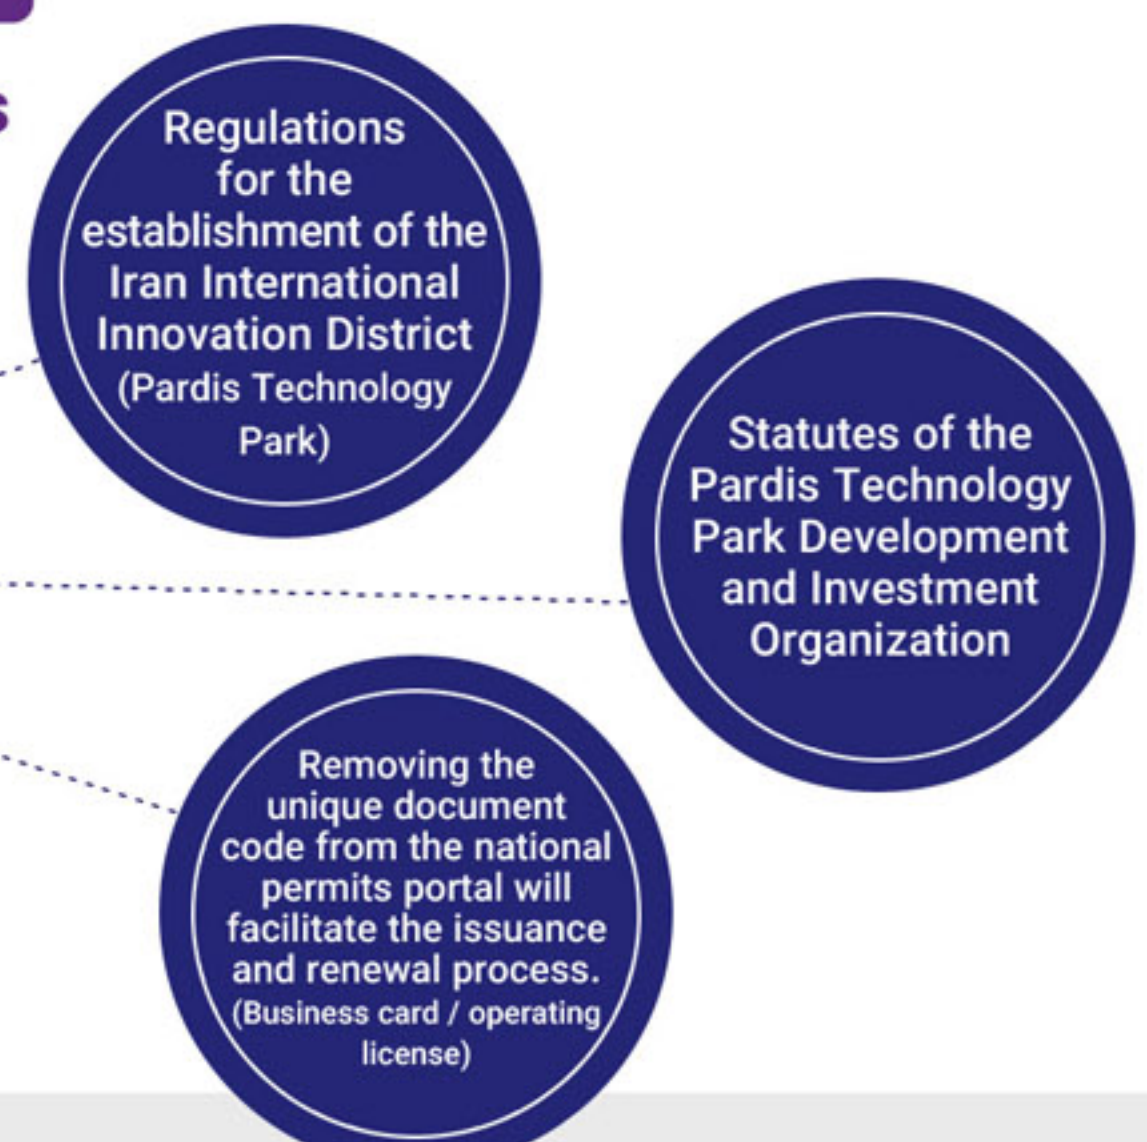 s
Regulations
for the
establishment of the
Iran International
Innovation District
(Pardis Technology
Park)
Statutes of the
Pardis Technology
Park Development
and Investment
Organization
Removing the
unique document
code from the national
permits portal will
facilitate the issuance
and renewal process.
(Business card / operating
license)